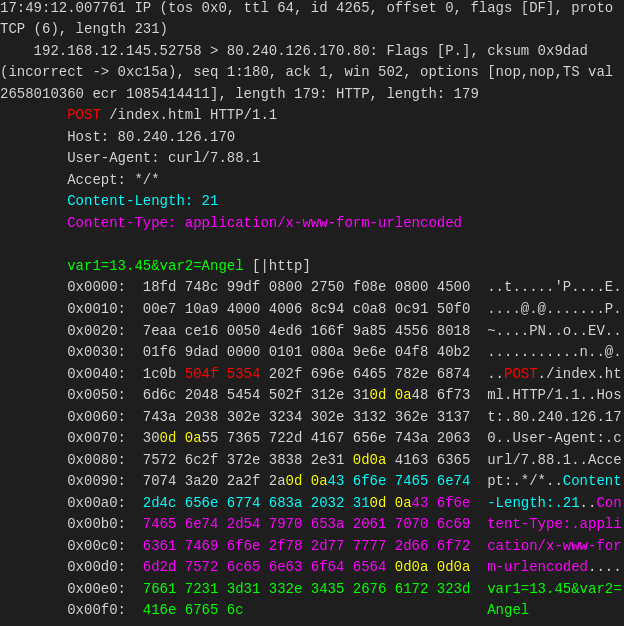 17:49:12.007761 IP (tos 0x0, ttl 64, id 4265, offset 0, flags [DF], proto
TCP (6), length 231)
    192.168.12.145.52758 > 80.240.126.170.80: Flags [P.], cksum 0x9dad
(incorrect -> 0xc15a), seq 1:180, ack 1, win 502, options [nop,nop,TS val
2658010360 ecr 1085414411], length 179: HTTP, length: 179
        POST /index.html HTTP/1.1
        Host: 80.240.126.170
        User-Agent: curl/7.88.1
        Accept: */*
        Content-Length: 21
        Content-Type: application/x-www-form-urlencoded

        var1=13.45&var2=Angel [|http]
        0x0000:  18fd 748c 99df 0800 2750 f08e 0800 4500  ..t.....'P....E.
        0x0010:  00e7 10a9 4000 4006 8c94 c0a8 0c91 50f0  ....@.@.......P.
        0x0020:  7eaa ce16 0050 4ed6 166f 9a85 4556 8018  ~....PN..o..EV..
        0x0030:  01f6 9dad 0000 0101 080a 9e6e 04f8 40b2  ...........n..@.
        0x0040:  1c0b 504f 5354 202f 696e 6465 782e 6874  ..POST./index.ht
        0x0050:  6d6c 2048 5454 502f 312e 310d 0a48 6f73  ml.HTTP/1.1..Hos
        0x0060:  743a 2038 302e 3234 302e 3132 362e 3137  t:.80.240.126.17
        0x0070:  300d 0a55 7365 722d 4167 656e 743a 2063  0..User-Agent:.c
        0x0080:  7572 6c2f 372e 3838 2e31 0d0a 4163 6365  url/7.88.1..Acce
        0x0090:  7074 3a20 2a2f 2a0d 0a43 6f6e 7465 6e74  pt:.*/*..Content
        0x00a0:  2d4c 656e 6774 683a 2032 310d 0a43 6f6e  -Length:.21..Con
        0x00b0:  7465 6e74 2d54 7970 653a 2061 7070 6c69  tent-Type:.appli
        0x00c0:  6361 7469 6f6e 2f78 2d77 7777 2d66 6f72  cation/x-www-for
        0x00d0:  6d2d 7572 6c65 6e63 6f64 6564 0d0a 0d0a  m-urlencoded....
        0x00e0:  7661 7231 3d31 332e 3435 2676 6172 323d  var1=13.45&var2=
        0x00f0:  416e 6765 6c                             Angel